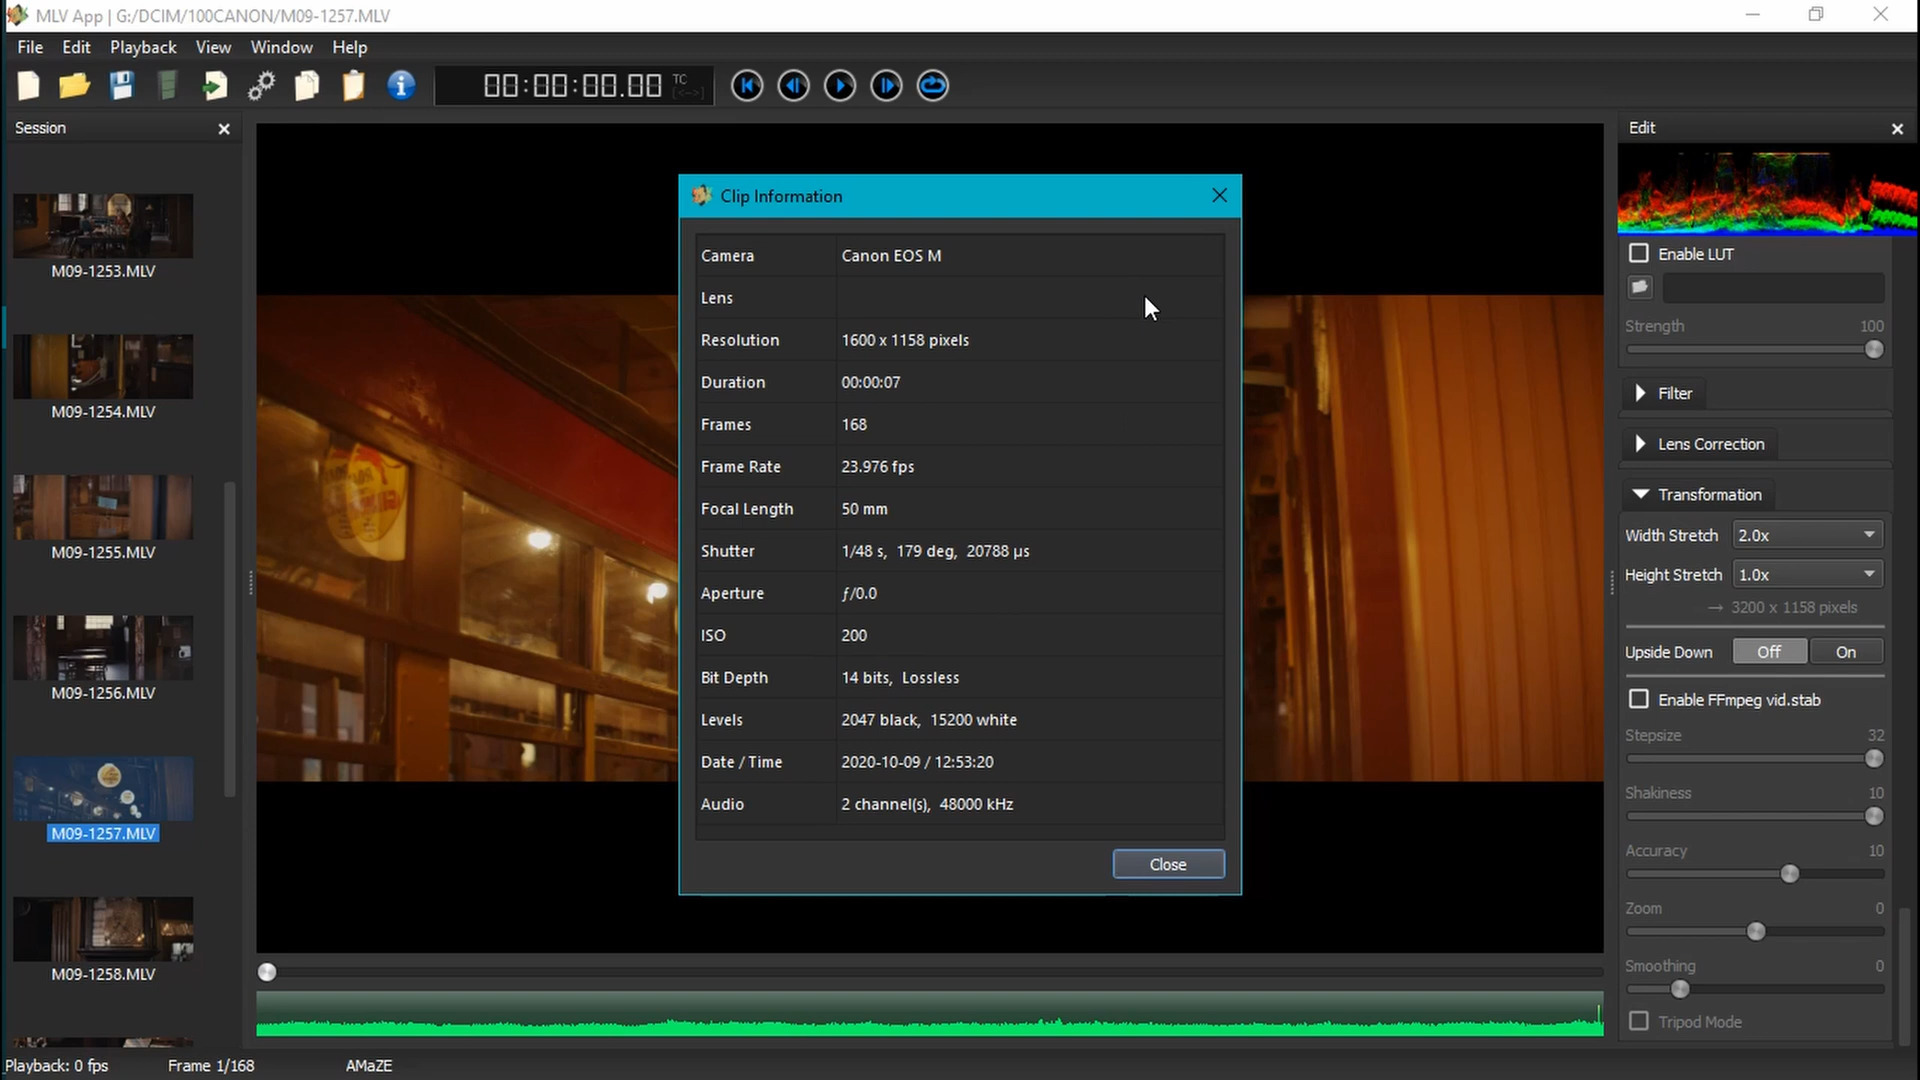 MLV App | G:/DCIM/100CANON/M09-1257.MLV
File Edit Playback View Window Help
00:00:00.00 TC
[<-->]
Session
M09-1253.MLV
M09-1254.MLV
M09-1255.MLV
M09-1256.MLV
M09-1257.MLV
M09-1258.MLV
Clip Information
Camera Canon EOS M
Lens
Resolution 1600 x 1158 pixels
Duration 00:00:07
Frames 168
Frame Rate 23.976 fps
Focal Length 50 mm
Shutter 1/48 s, 179 deg, 20788 µs
Aperture ƒ/0.0
ISO 200
Bit Depth 14 bits, Lossless
Levels 2047 black, 15200 white
Date / Time 2020-10-09 / 12:53:20
Audio 2 channel(s), 48000 kHz
Close
Edit
Enable LUT
Strength 100
Filter
Lens Correction
Transformation
Width Stretch 2.0x
Height Stretch 1.0x
→ 3200 x 1158 pixels
Upside Down Off On
Enable FFmpeg vid.stab
Stepsize 32
Shakiness 10
Accuracy 10
Zoom 0
Smoothing 0
Tripod Mode
Playback: 0 fps Frame 1/168 AMaZE